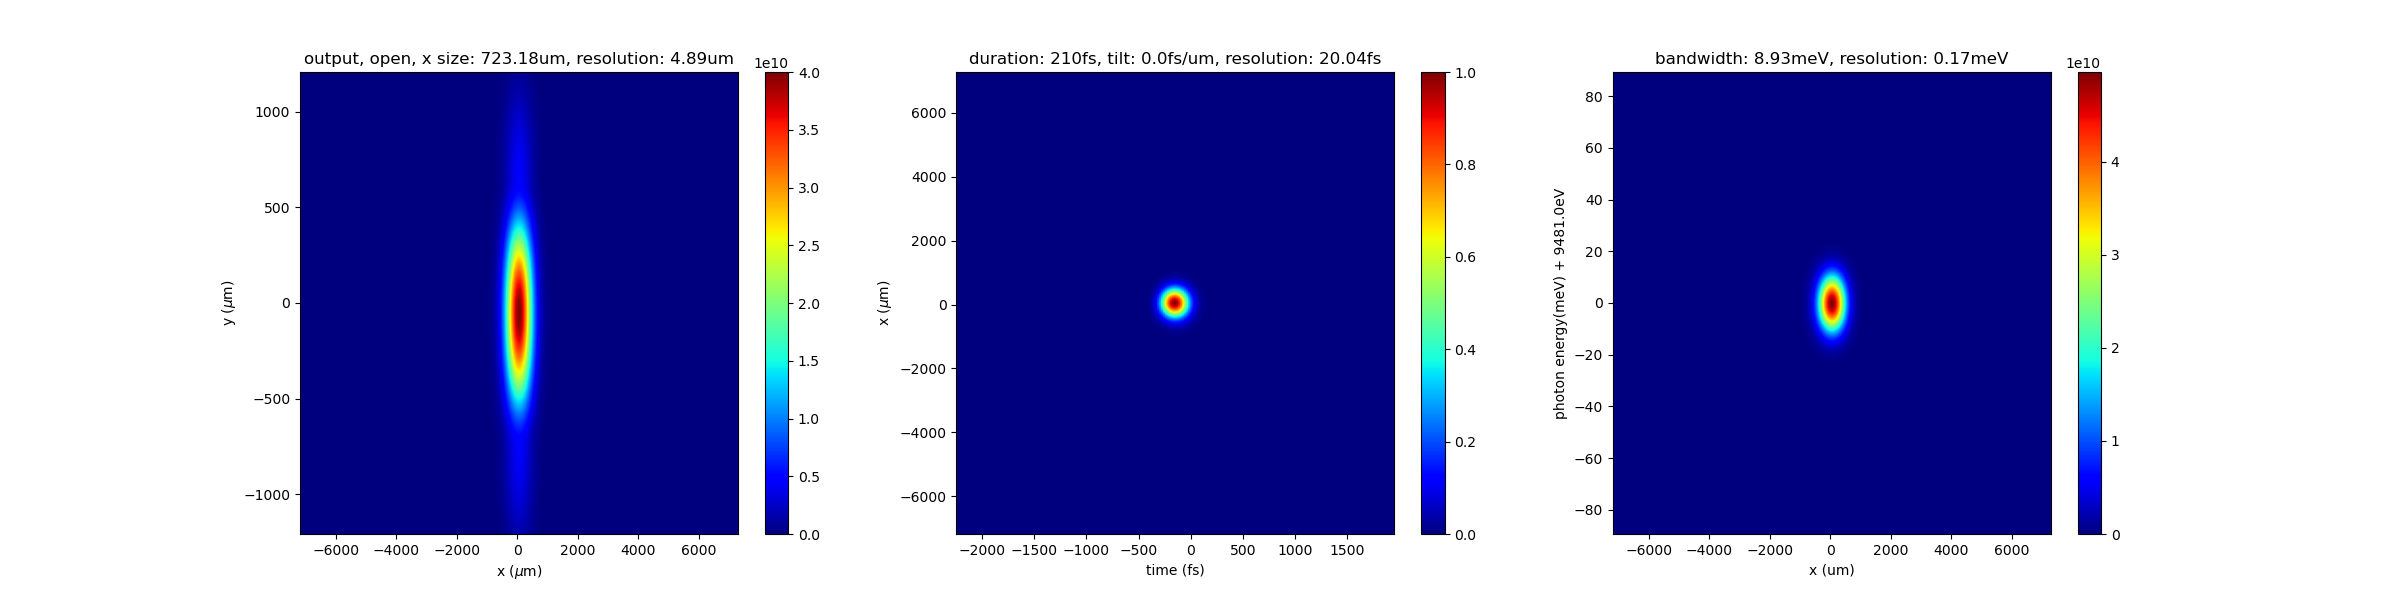 output, open, x size: 723.18um, resolution: 4.89um
1e10
1000
500
0
−500
−1000
y (μm)
−6000 −4000 −2000 0 2000 4000 6000
x (μm)
4.0
3.5
3.0
2.5
2.0
1.5
1.0
0.5
0.0
duration: 210fs, tilt: 0.0fs/um, resolution: 20.04fs
6000
4000
2000
0
−2000
−4000
−6000
x (μm)
−2000 −1500 −1000 −500 0 500 1000 1500
time (fs)
1.0
0.8
0.6
0.4
0.2
0.0
bandwidth: 8.93meV, resolution: 0.17meV
1e10
80
60
40
20
0
−20
−40
−60
−80
photon energy(meV) + 9481.0eV
−6000 −4000 −2000 0 2000 4000 6000
x (um)
4
3
2
1
0